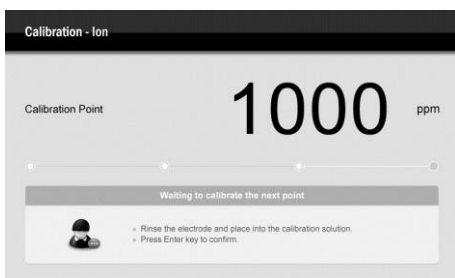 Calibration - Ion
Calibration Point
1000
ppm
Waiting to calibrate the next point
Rinse the electrode and place into the calibration solution.
Press Enter key to confirm.